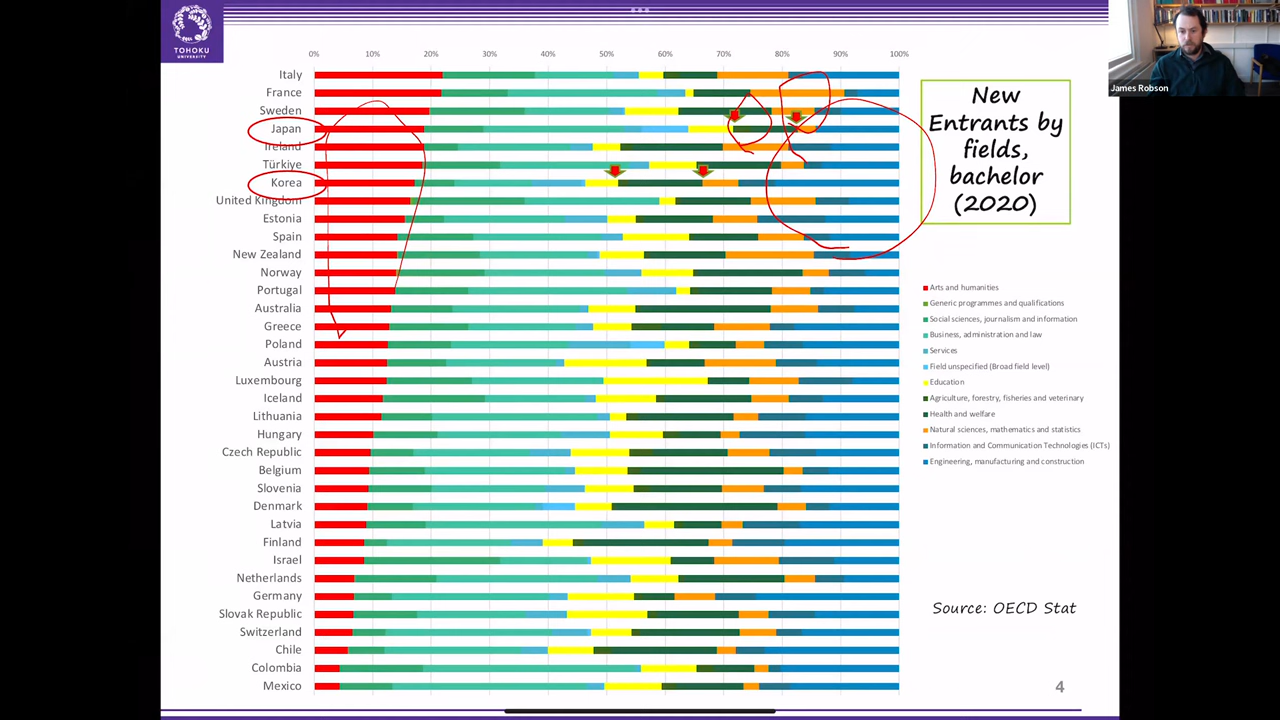 TOHOKU
UNIVERSITY
0% 10% 20% 30% 40% 50% 60% 70% 80% 90% 100%
Italy
France
Sweden
Japan
Ireland
Türkiye
Korea
United Kingdom
Estonia
Spain
New Zealand
Norway
Portugal
Australia
Greece
Poland
Austria
Luxembourg
Iceland
Lithuania
Hungary
Czech Republic
Belgium
Slovenia
Denmark
Latvia
Finland
Israel
Netherlands
Germany
Slovak Republic
Switzerland
Chile
Colombia
Mexico
New
Entrants by
fields,
bachelor
(2020)
Arts and humanities
Generic programmes and qualifications
Social sciences, journalism and information
Business, administration and law
Services
Field unspecified (Broad field level)
Education
Agriculture, forestry, fisheries and veterinary
Health and welfare
Natural sciences, mathematics and statistics
Information and Communication Technologies (ICTs)
Engineering, manufacturing and construction
Source: OECD Stat
4
James Robson